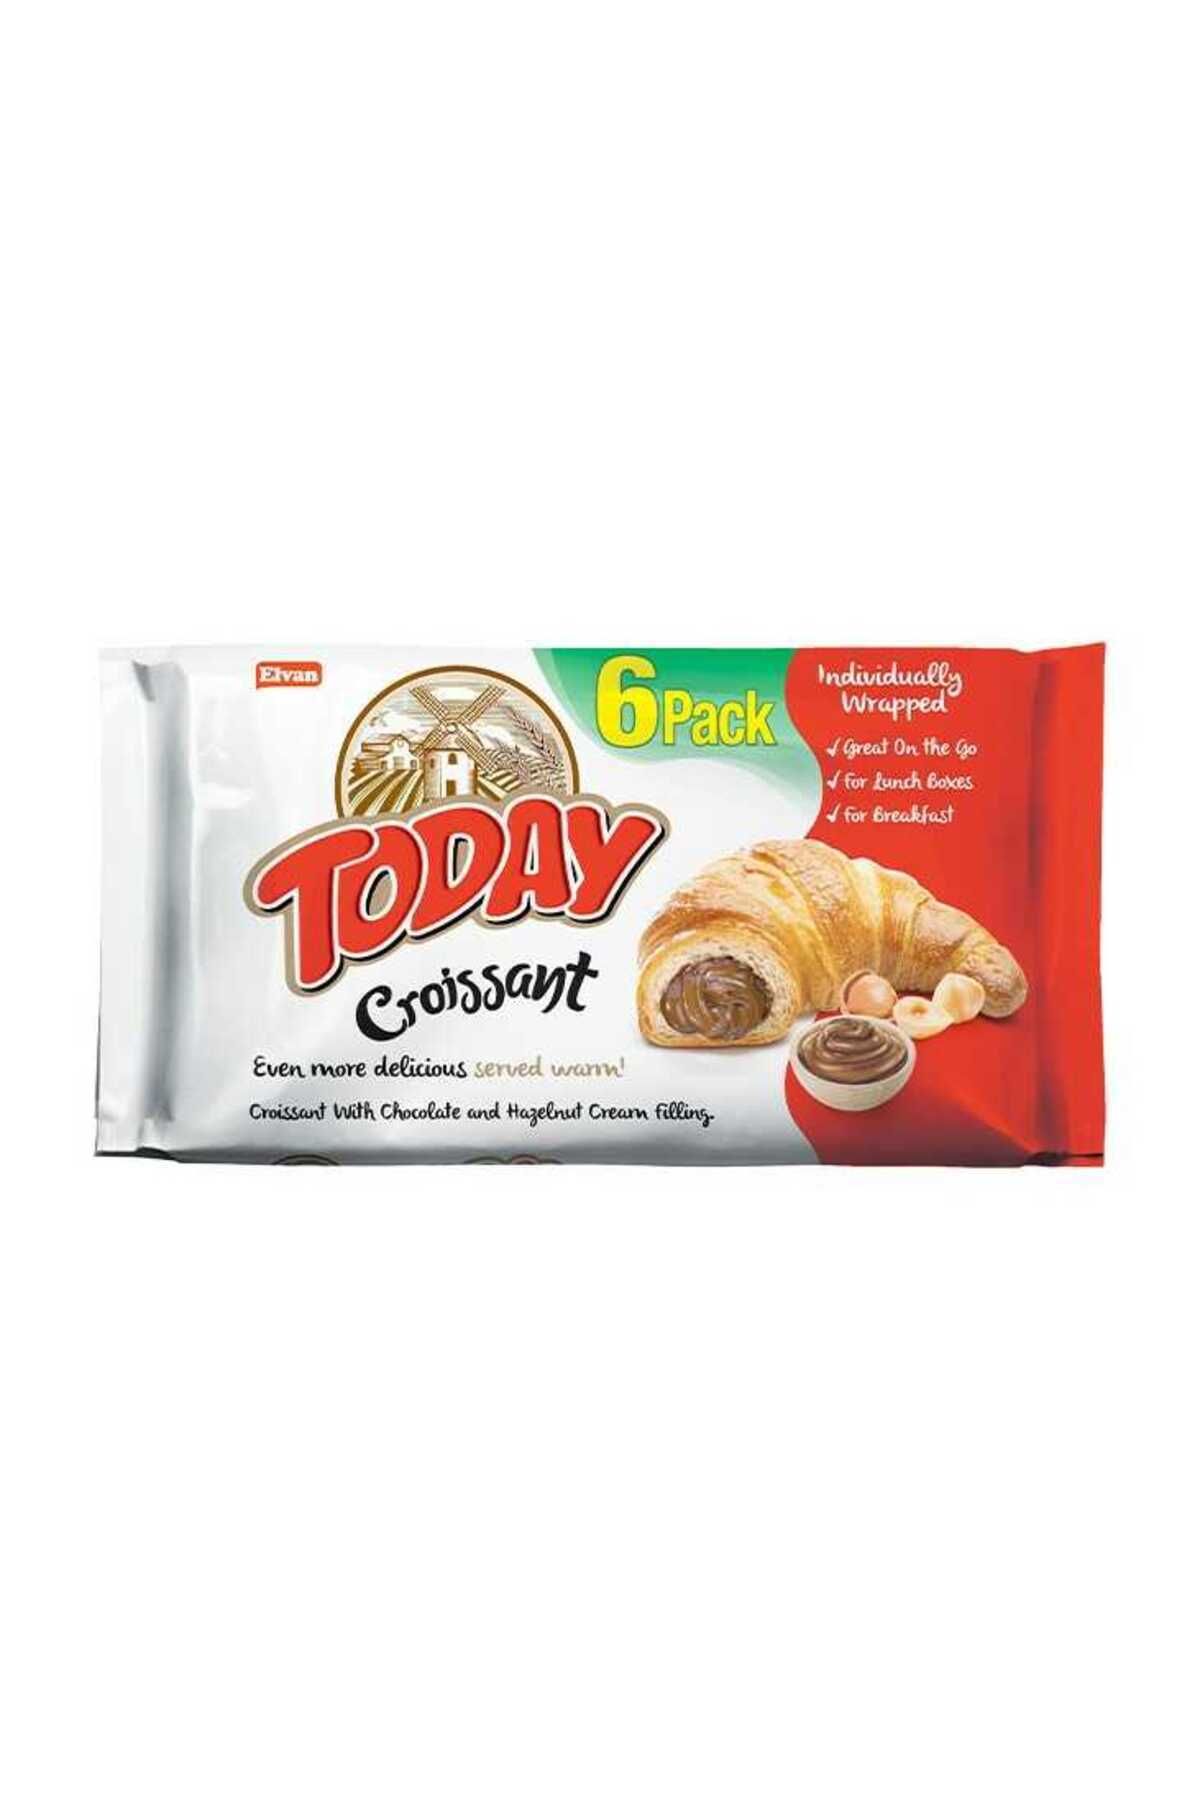 Elvan
6 Pack
Individually
Wrapped
✓ Great On the Go
✓ For Lunch Boxes
✓ For Breakfast
TODAY
Croissant
Even more delicious served warm!
Croissant With Chocolate and Hazelnut Cream Filling.